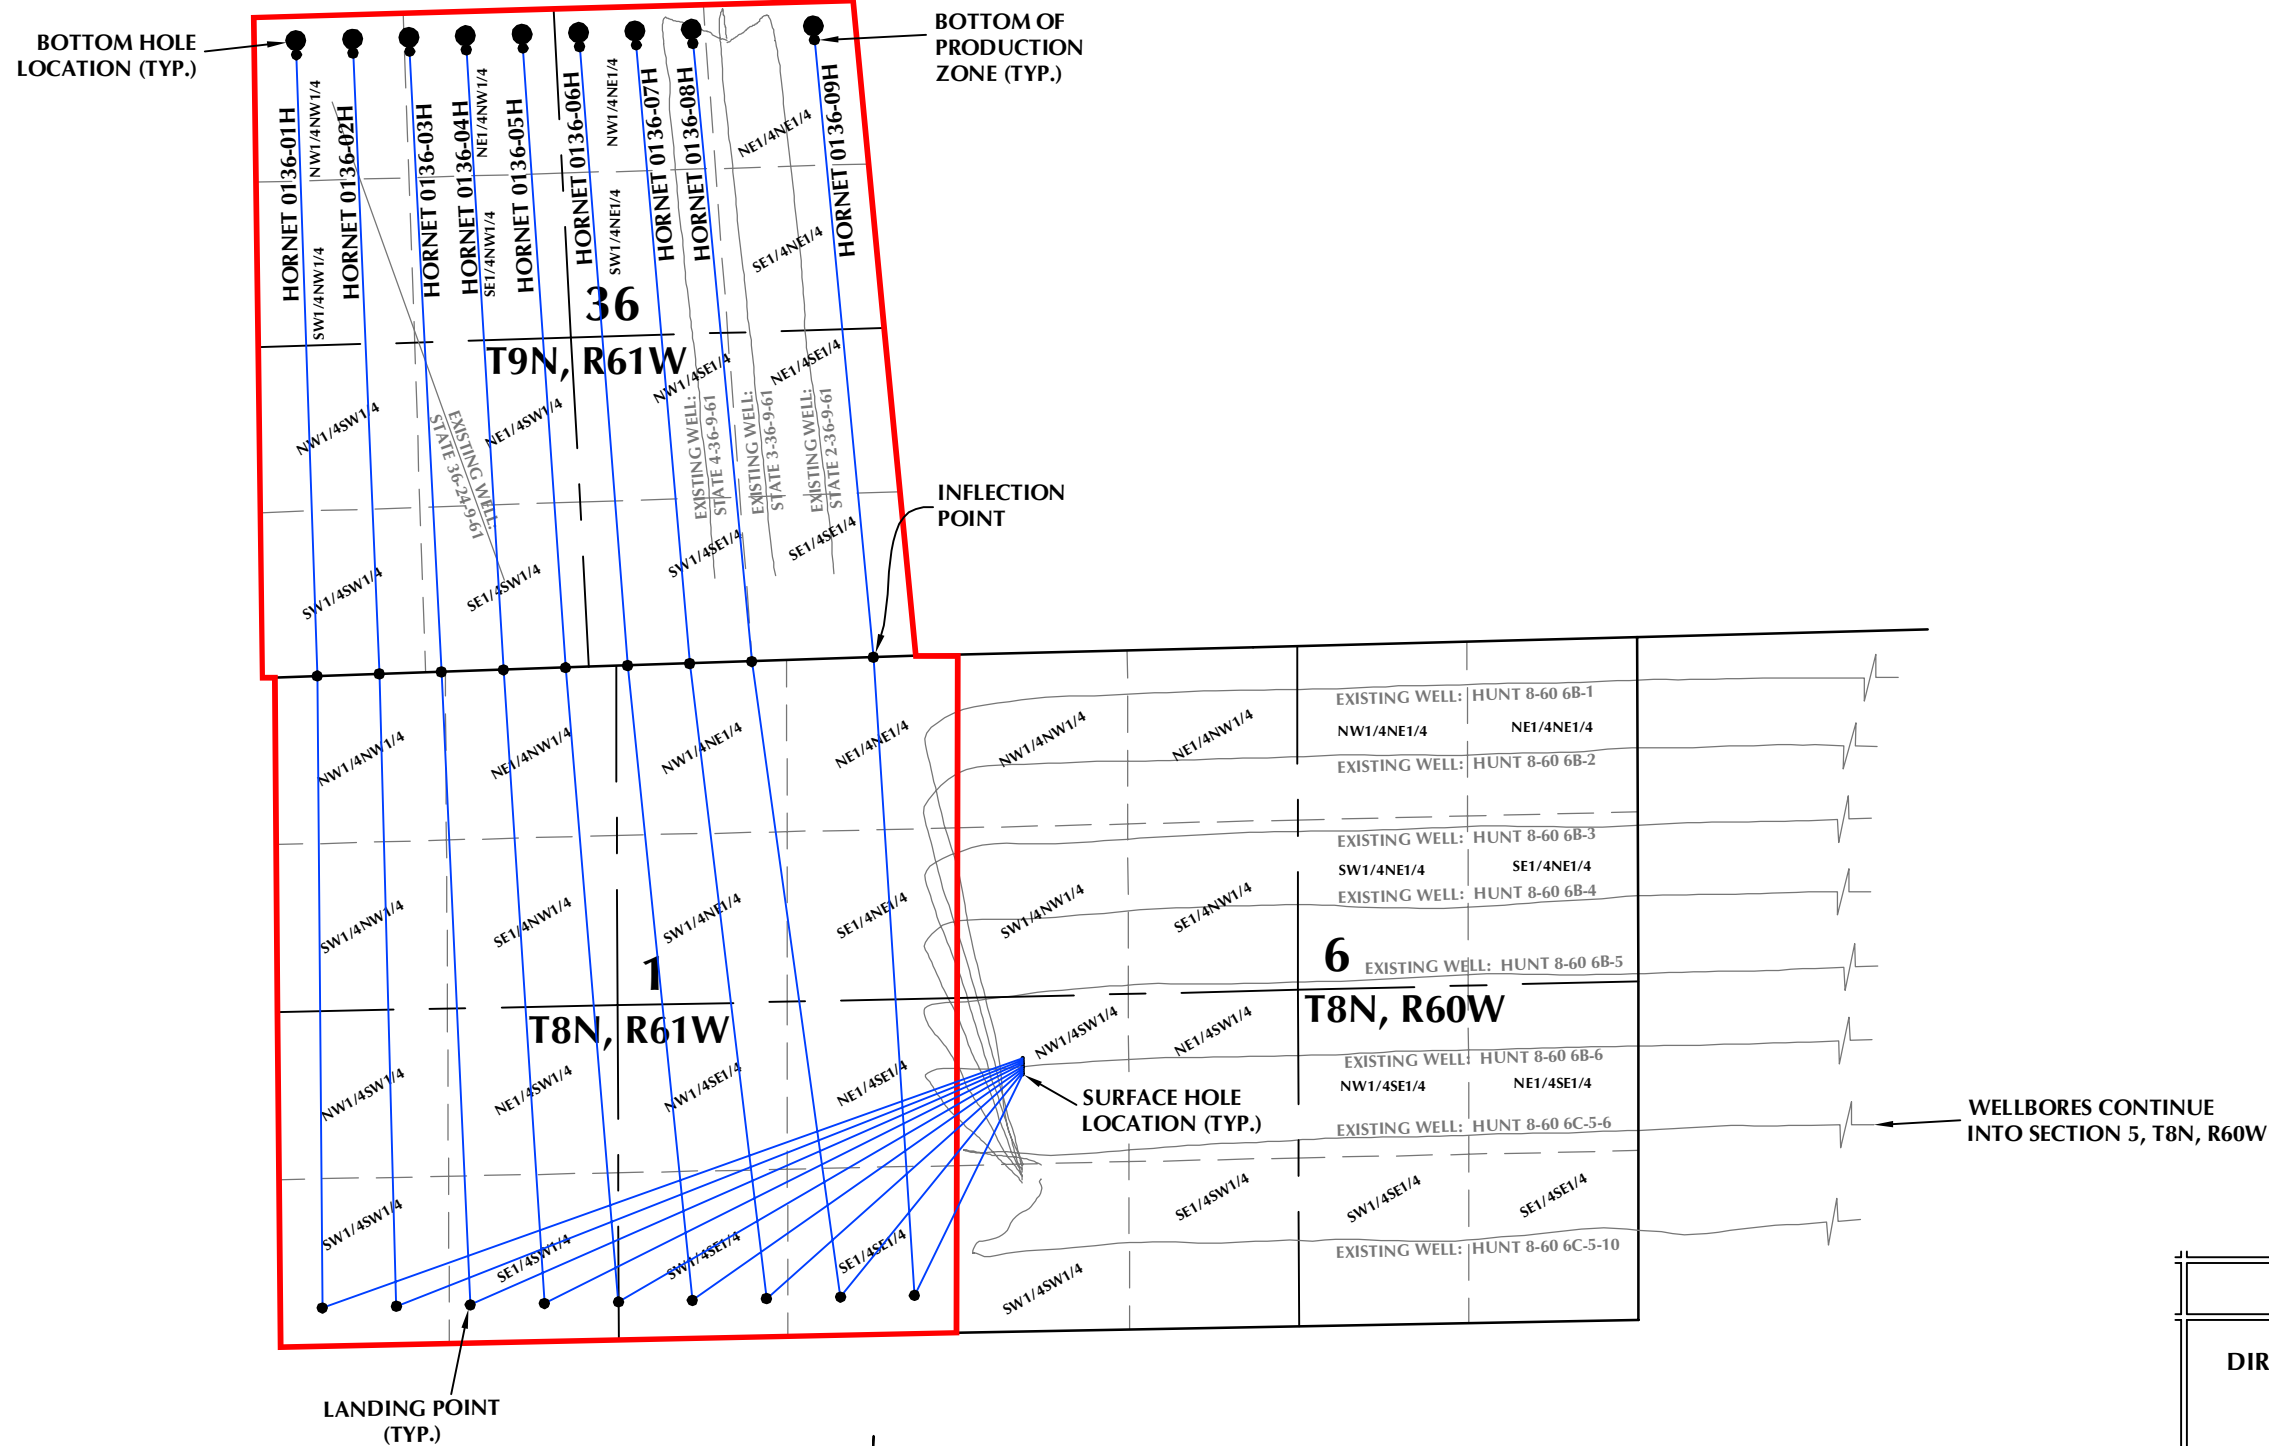 BOTTOM HOLE
LOCATION (TYP.)
BOTTOM OF
PRODUCTION
ZONE (TYP.)
HORNET 0136-01H
NW1/4NW1/4
SW1/4NW1/4
HORNET 0136-02H
HORNET 0136-03H
HORNET 0136-04H
NE1/4NW1/4
SE1/4NW1/4
HORNET 0136-05H
HORNET 0136-06H
NW1/4NE1/4
SW1/4NE1/4
HORNET 0136-07H
HORNET 0136-08H
NE1/4NE1/4
SE1/4NE1/4
HORNET 0136-09H
36
T9N, R61W
NW1/4SW1/4
EXISTING WELL:
STATE 36-24-9-61
NE1/4SW1/4
NW1/4SE1/4
NE1/4SE1/4
EXISTING WELL:
STATE 4-36-9-61
EXISTING WELL:
STATE 3-36-9-61
EXISTING WELL:
STATE 2-36-9-61
SW1/4SW1/4
SE1/4SW1/4
SW1/4SE1/4
SE1/4SE1/4
INFLECTION
POINT
NW1/4NW1/4
NE1/4NW1/4
NW1/4NE1/4
NE1/4NE1/4
SW1/4NW1/4
SE1/4NW1/4
SW1/4NE1/4
SE1/4NE1/4
1
T8N, R61W
NW1/4SW1/4
NE1/4SW1/4
NW1/4SE1/4
NE1/4SE1/4
SW1/4SW1/4
SE1/4SW1/4
SW1/4SE1/4
SE1/4SE1/4
LANDING POINT
(TYP.)
EXISTING WELL: HUNT 8-60 6B-1
NW1/4NW1/4
NE1/4NW1/4
NW1/4NE1/4
NE1/4NE1/4
EXISTING WELL: HUNT 8-60 6B-2
EXISTING WELL: HUNT 8-60 6B-3
SW1/4NE1/4
SE1/4NE1/4
EXISTING WELL: HUNT 8-60 6B-4
SW1/4NW1/4
SE1/4NW1/4
6
EXISTING WELL: HUNT 8-60 6B-5
T8N, R60W
NW1/4SW1/4
NE1/4SW1/4
EXISTING WELL: HUNT 8-60 6B-6
NW1/4SE1/4
NE1/4SE1/4
SURFACE HOLE
LOCATION (TYP.)
EXISTING WELL: HUNT 8-60 6C-5-6
WELLBORES CONTINUE
INTO SECTION 5, T8N, R60W
SE1/4SW1/4
SW1/4SE1/4
SE1/4SE1/4
EXISTING WELL: HUNT 8-60 6C-5-10
SW1/4SW1/4
DIR